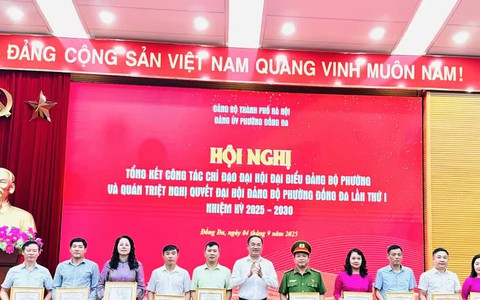 ĐẢNG CỘNG SẢN VIỆT NAM QUANG VINH MUÔN NĂM!
ĐẢNG BỘ THÀNH PHỐ HÀ NỘI
ĐẢNG ỦY PHƯỜNG ĐỐNG ĐA
HỘI NGHỊ
TỔNG KẾT CÔNG TÁC CHỈ ĐẠO ĐẠI HỘI ĐẠI BIỂU ĐẢNG BỘ PHƯỜNG
VÀ QUÁN TRIỆT NGHỊ QUYẾT ĐẠI HỘI ĐẢNG BỘ PHƯỜNG ĐỐNG ĐA LẦN THỨ I
NHIỆM KỲ 2025 - 2030
Đống Đa, ngày 04 tháng 9 năm 2025